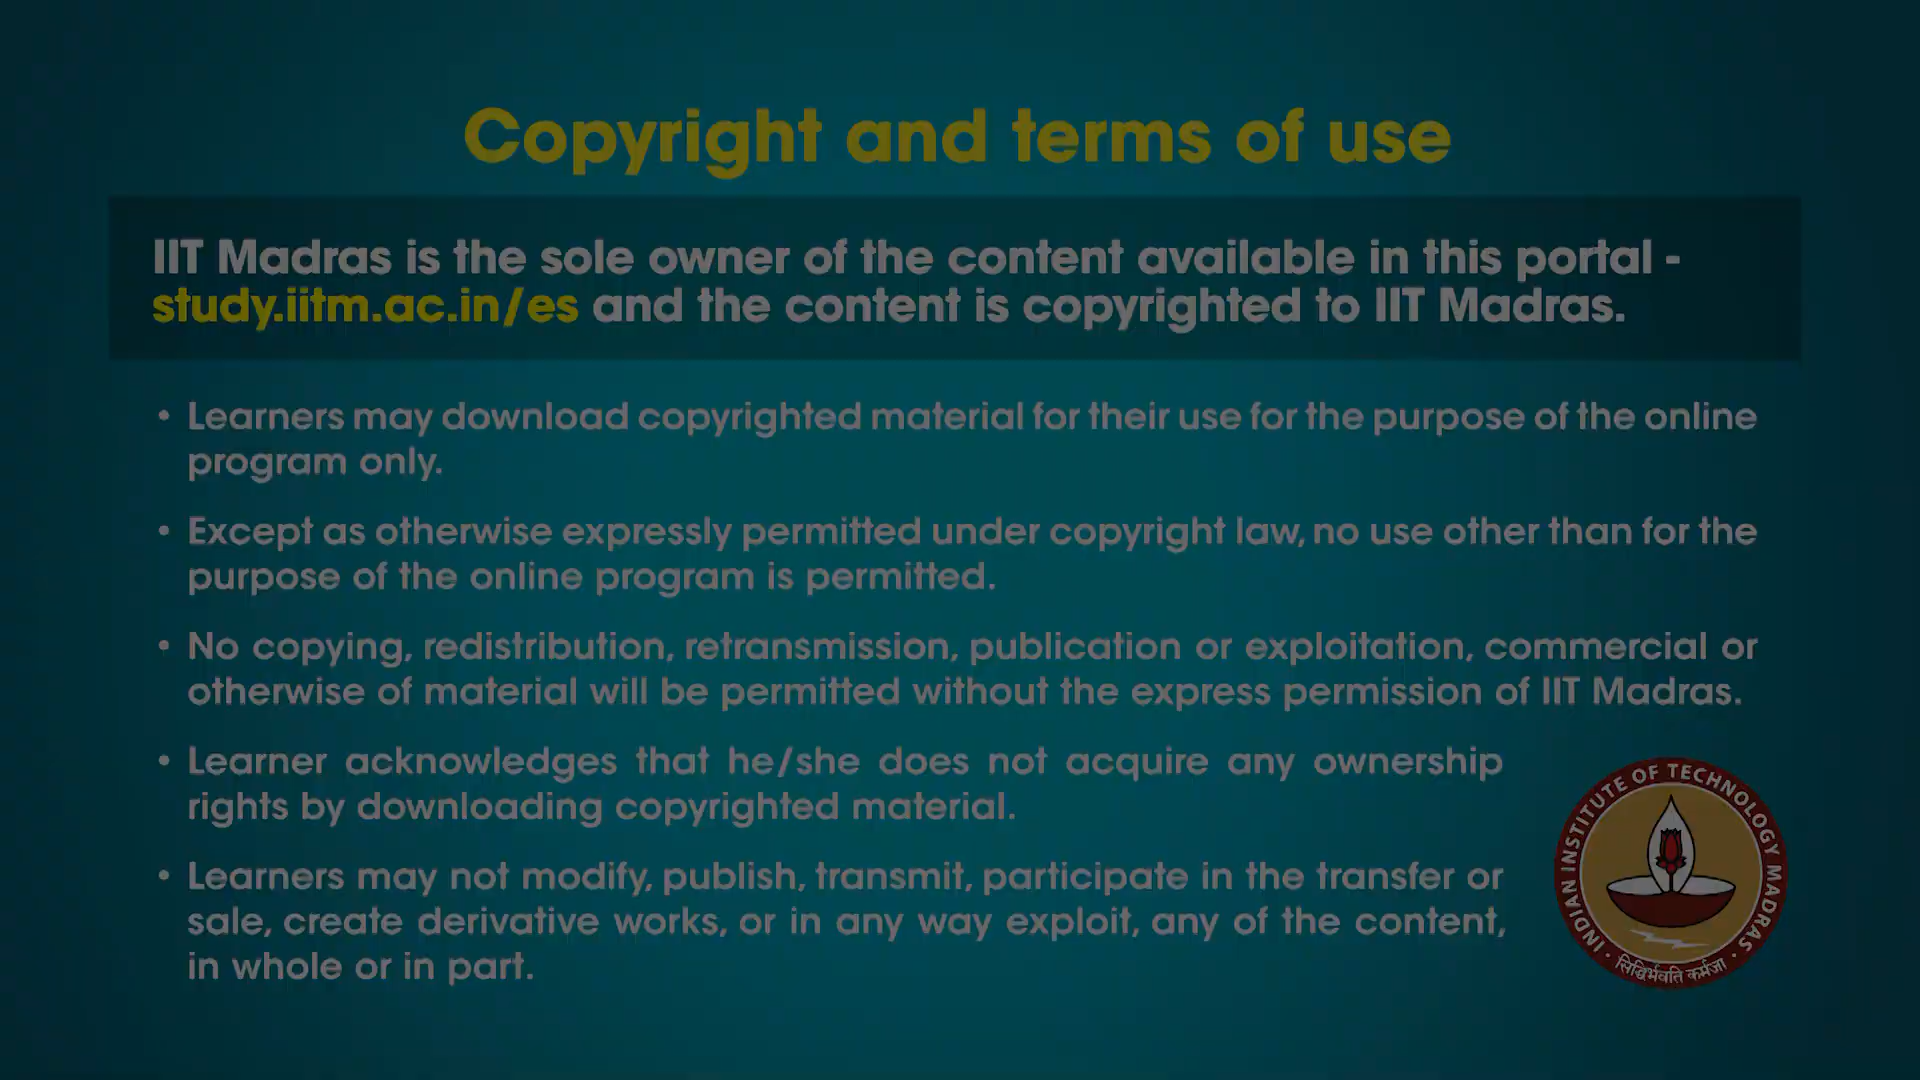 Copyright and terms of use
IIT Madras is the sole owner of the content available in this portal -
study.iitm.ac.in/es and the content is copyrighted to IIT Madras.
• Learners may download copyrighted material for their use for the purpose of the online
program only.
• Except as otherwise expressly permitted under copyright law, no use other than for the
purpose of the online program is permitted.
• No copying, redistribution, retransmission, publication or exploitation, commercial or
otherwise of material will be permitted without the express permission of IIT Madras.
• Learner acknowledges that he/she does not acquire any ownership
rights by downloading copyrighted material.
• Learners may not modify, publish, transmit, participate in the transfer or
sale, create derivative works, or in any way exploit, any of the content,
in whole or in part.
INDIAN INSTITUTE OF TECHNOLOGY MADRAS
सिद्धिर्भवति कर्मजा